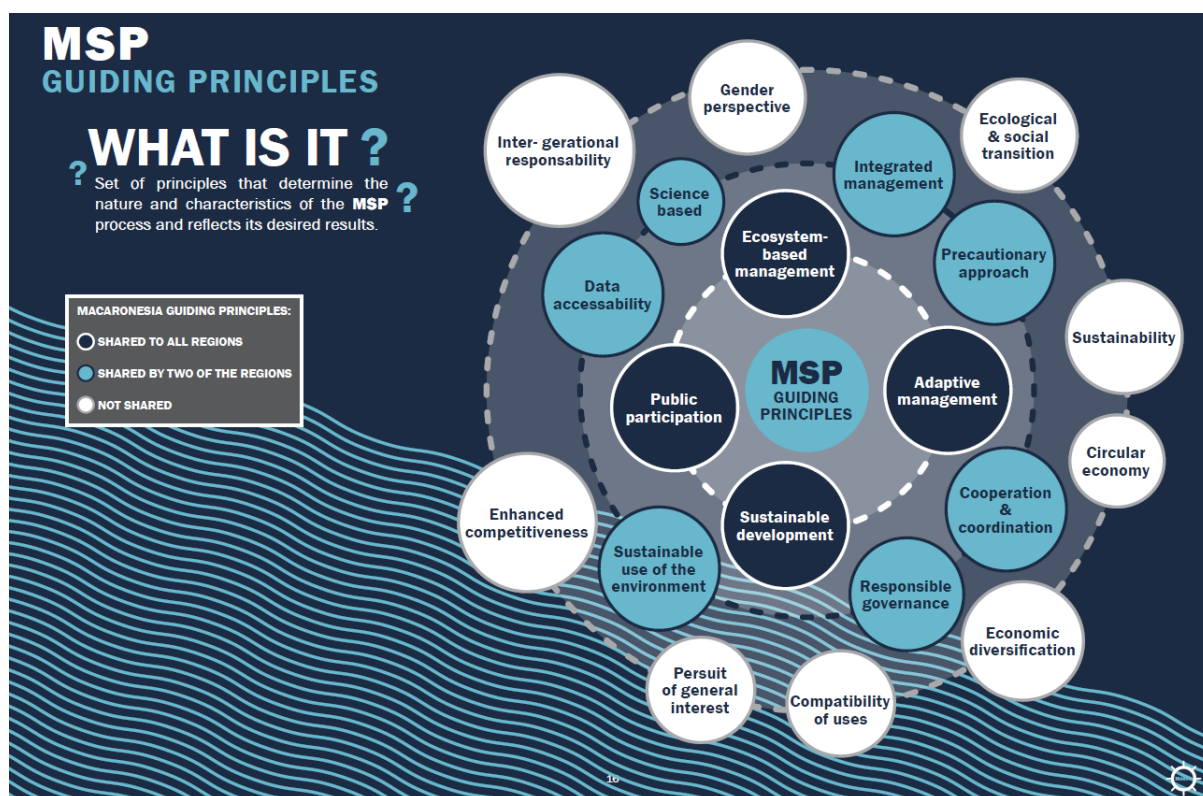 MSP
GUIDING PRINCIPLES
WHAT IS IT ?
?
Set of principles that determine the
nature and characteristics of the MSP
process and reflects its desired results.
?
MACARONESIA GUIDING PRINCIPLES:
SHARED TO ALL REGIONS
SHARED BY TWO OF THE REGIONS
NOT SHARED
Inter- gerational
responsability
Gender
perspective
Ecological
& social
transition
Science
based
Integrated
management
Ecosystem-
based
management
Precautionary
approach
Data
accessability
Sustainability
Public
participation
MSP
GUIDING
PRINCIPLES
Adaptive
management
Circular
economy
Enhanced
competitiveness
Sustainable
development
Cooperation
&
coordination
Sustainable
use of the
environment
Responsible
governance
Economic
diversification
Persuit
of general
interest
Compatibility
of uses
16